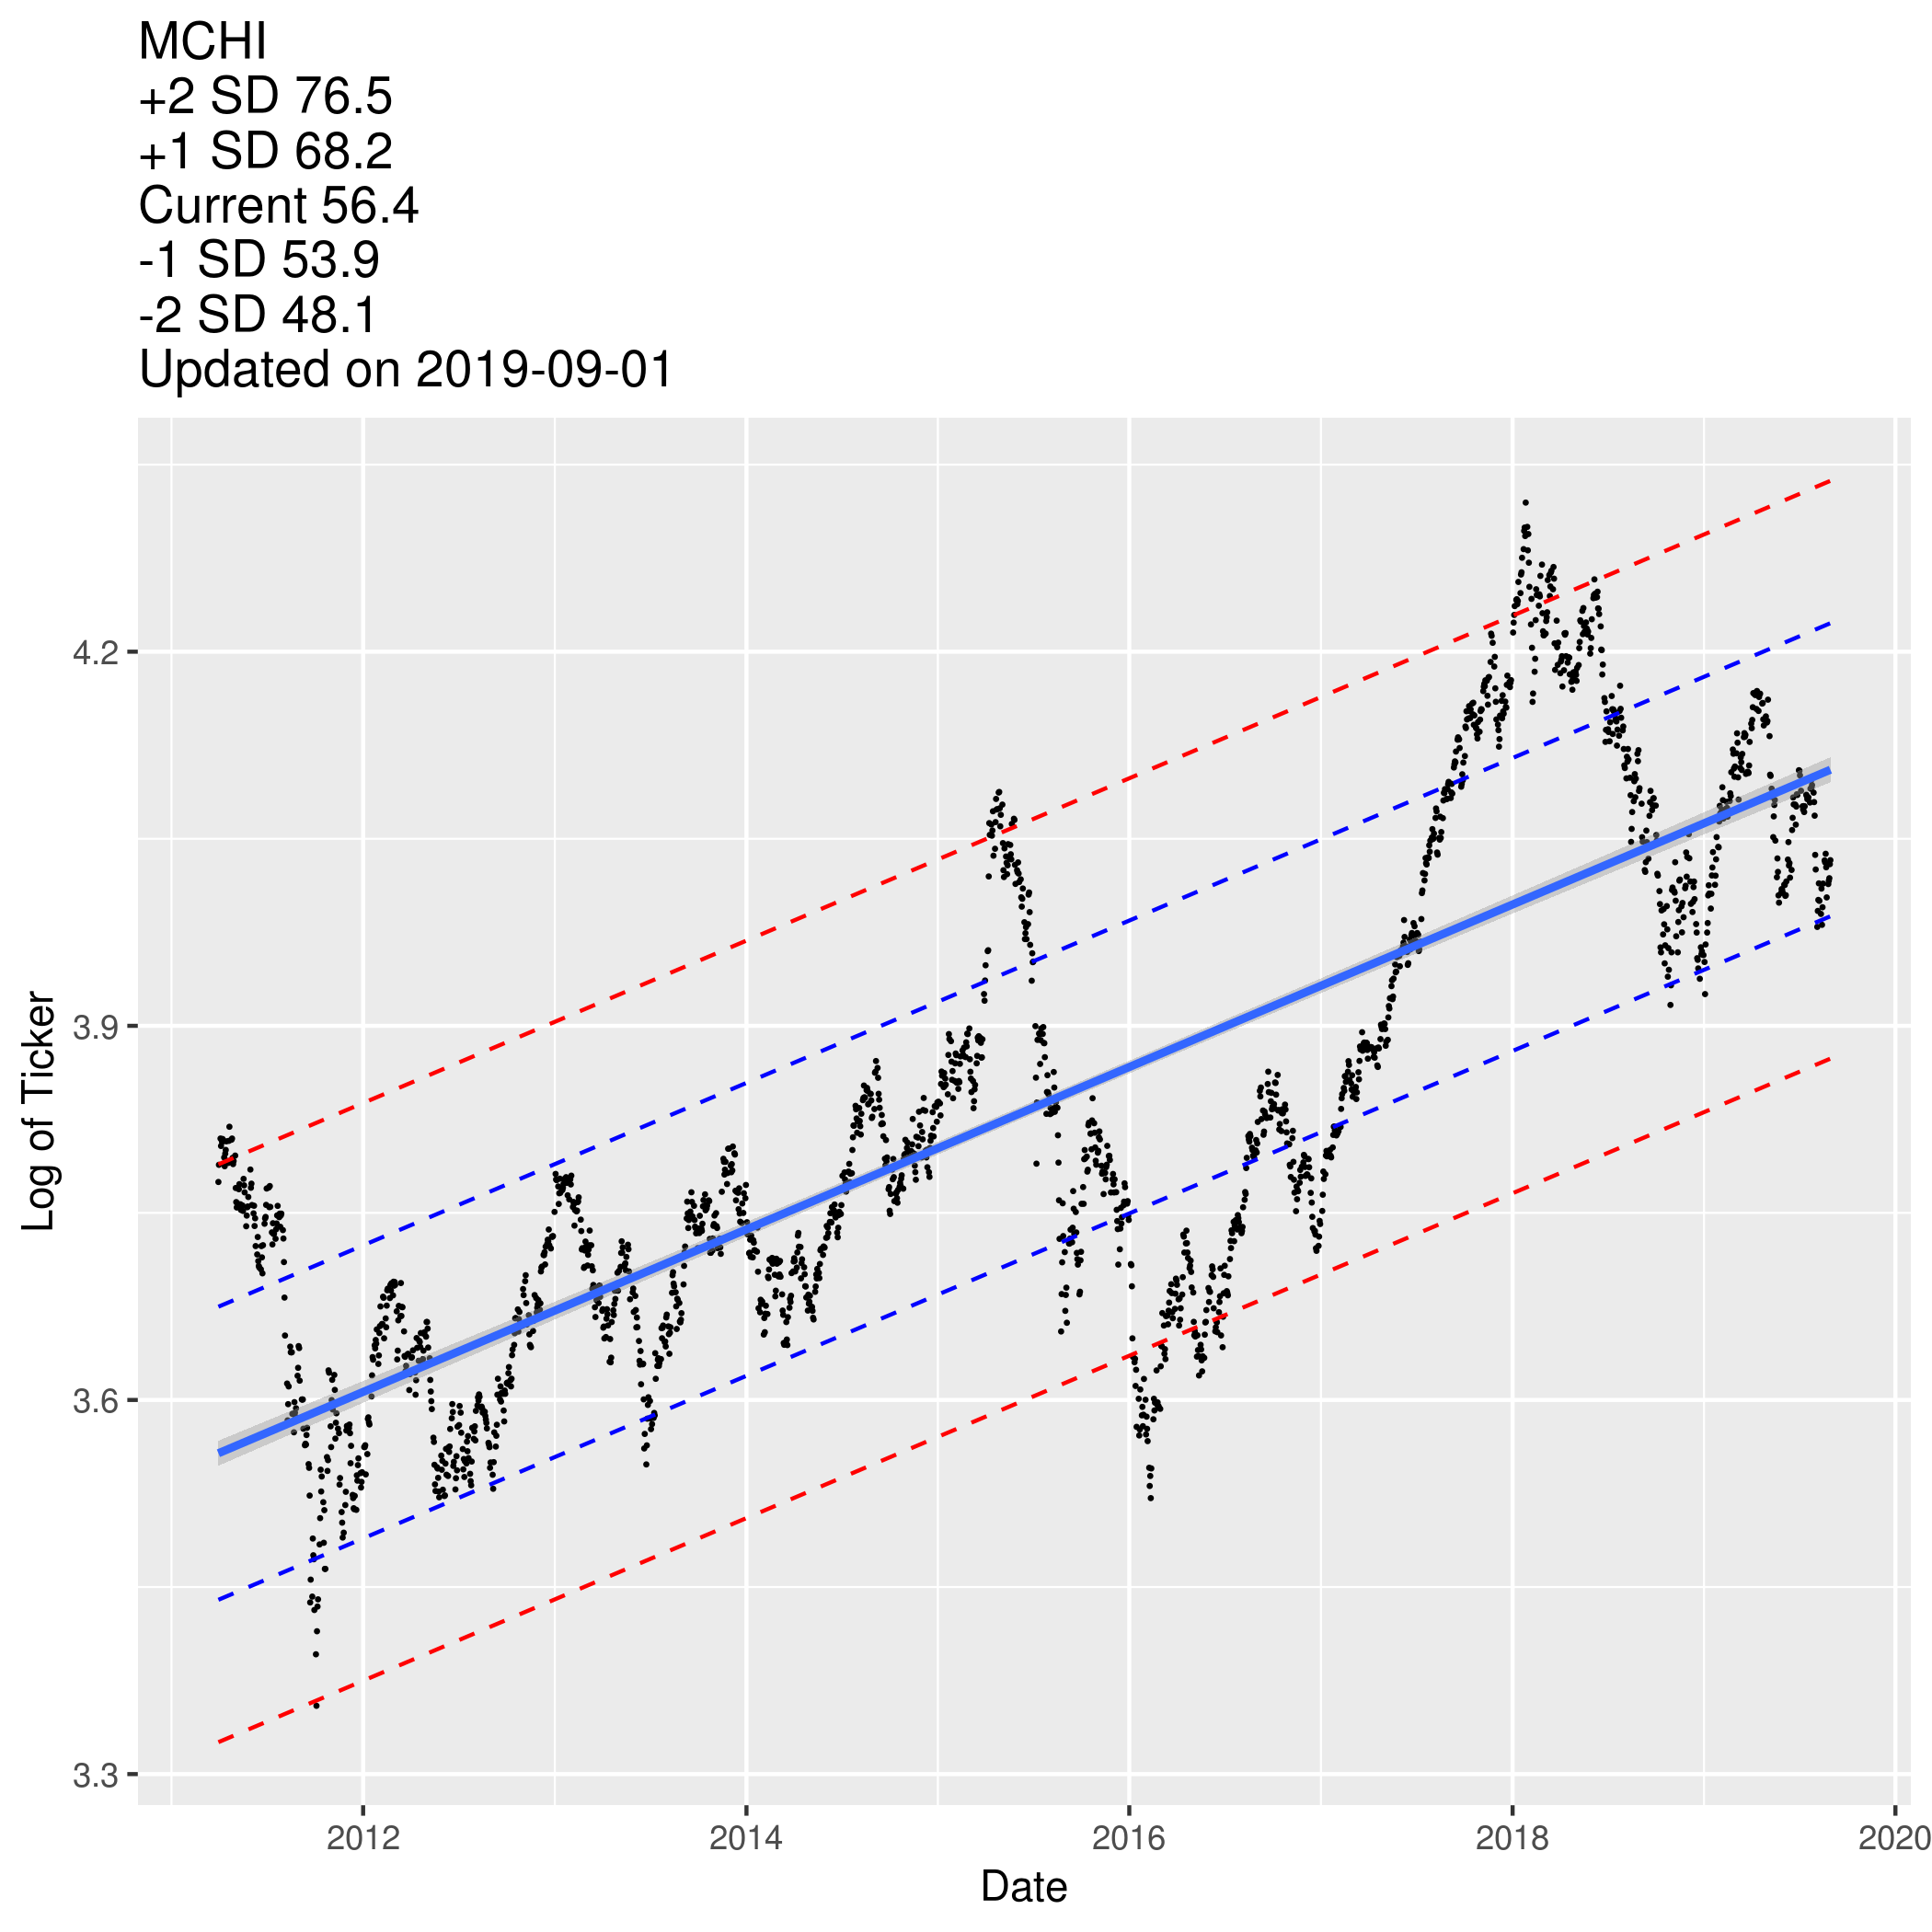 MCHI
+2 SD 76.5
+1 SD 68.2
Current 56.4
-1 SD 53.9
-2 SD 48.1
Updated on 2019-09-01
Log of Ticker
4.2
3.9
3.6
3.3
2012
2014
2016
2018
2020
Date